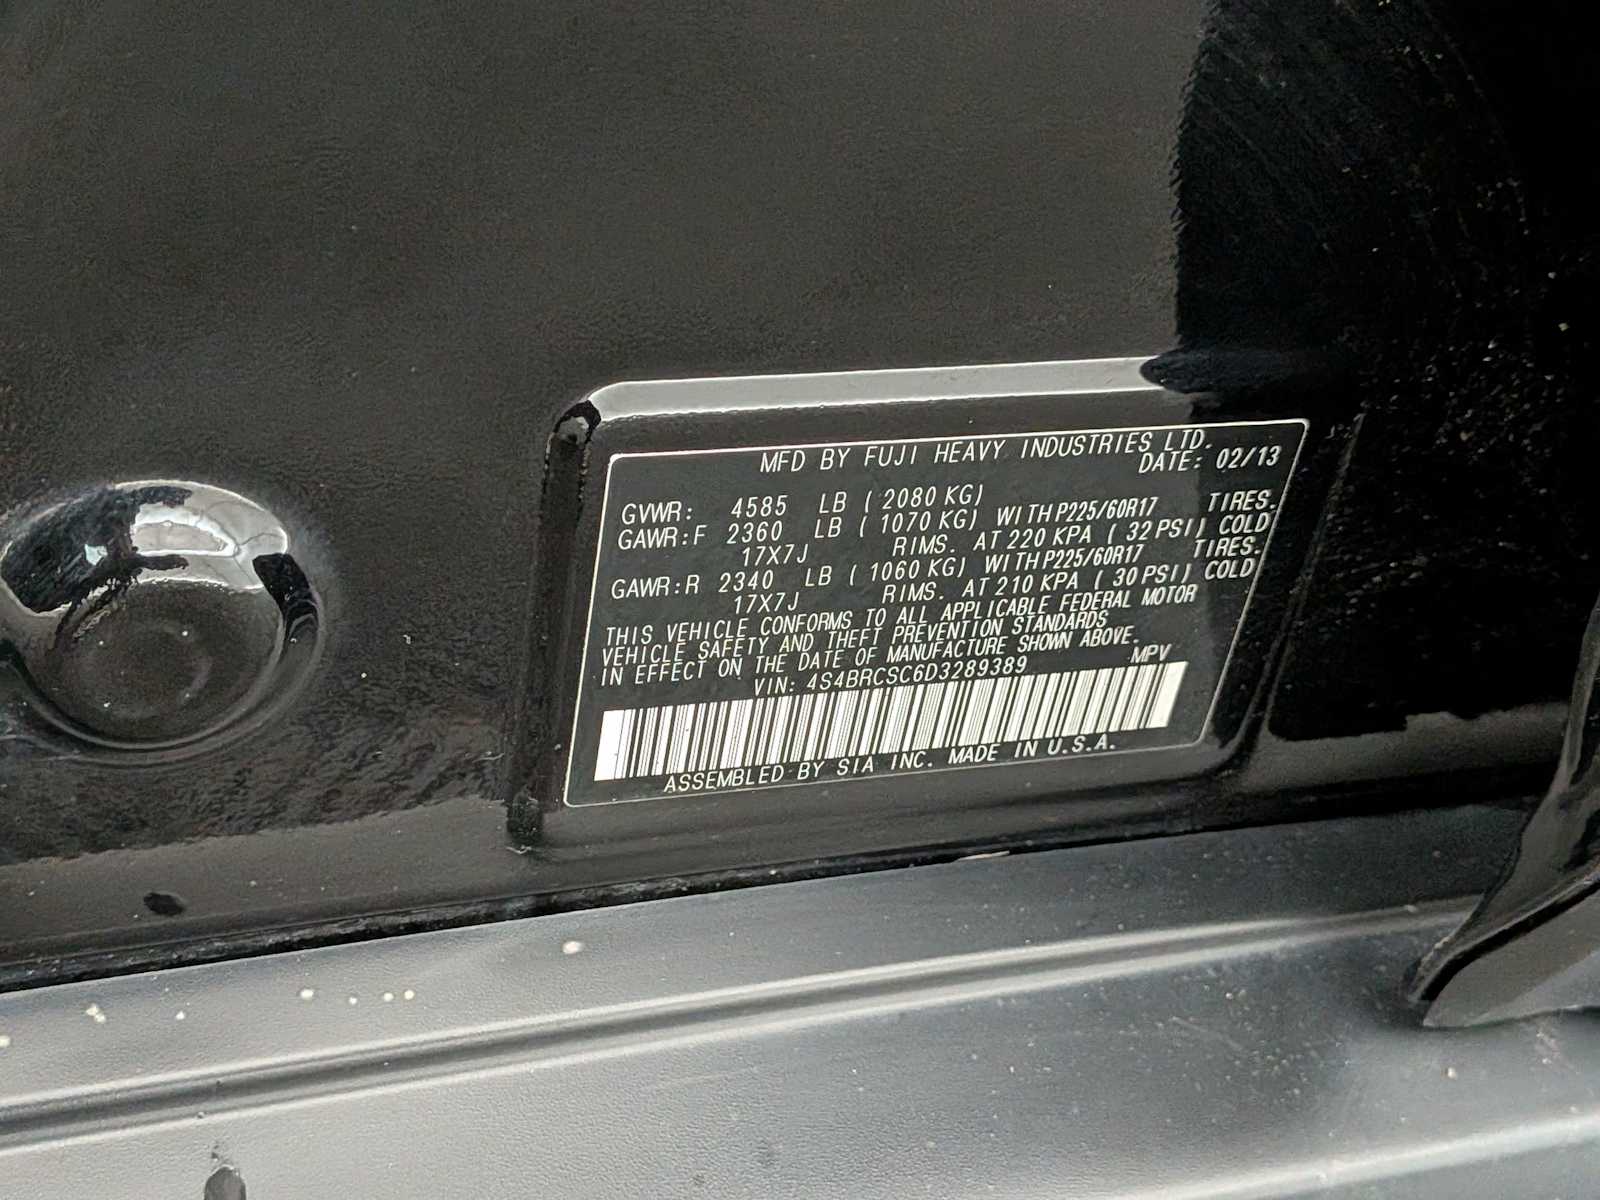 MFD BY FUJI HEAVY INDUSTRIES LTD.
DATE: 02/13
GVWR: 4585 LB (2080 KG)
GAWR:F 2360 LB (1070 KG) WITH P225/60R17 TIRES.
17X7J RIMS. AT 220 KPA (32 PSI) COLD
GAWR:R 2340 LB (1060 KG) WITH P225/60R17 TIRES.
17X7J RIMS. AT 210 KPA (30 PSI) COLD
THIS VEHICLE CONFORMS TO ALL APPLICABLE FEDERAL MOTOR
VEHICLE SAFETY AND THEFT PREVENTION STANDARDS
IN EFFECT ON THE DATE OF MANUFACTURE SHOWN ABOVE.
VIN: 4S4BRCSC6D3289389 MPV
ASSEMBLED BY SIA INC. MADE IN U.S.A.